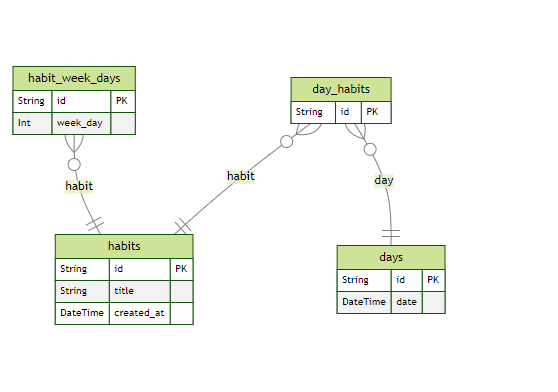 habit_week_days
String id PK
Int week_day
day_habits
String id PK
habit
habit
day
habits
String id PK
String title
DateTime created_at
days
String id PK
DateTime date